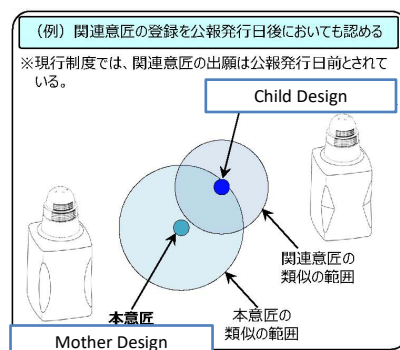 （例）関連意匠の登録を公報発行日後においても認める
※現行制度では、関連意匠の出願は公報発行日前とされて
いる。
Child Design
関連意匠の
類似の範囲
本意匠
本意匠の
類似の範囲
Mother Design